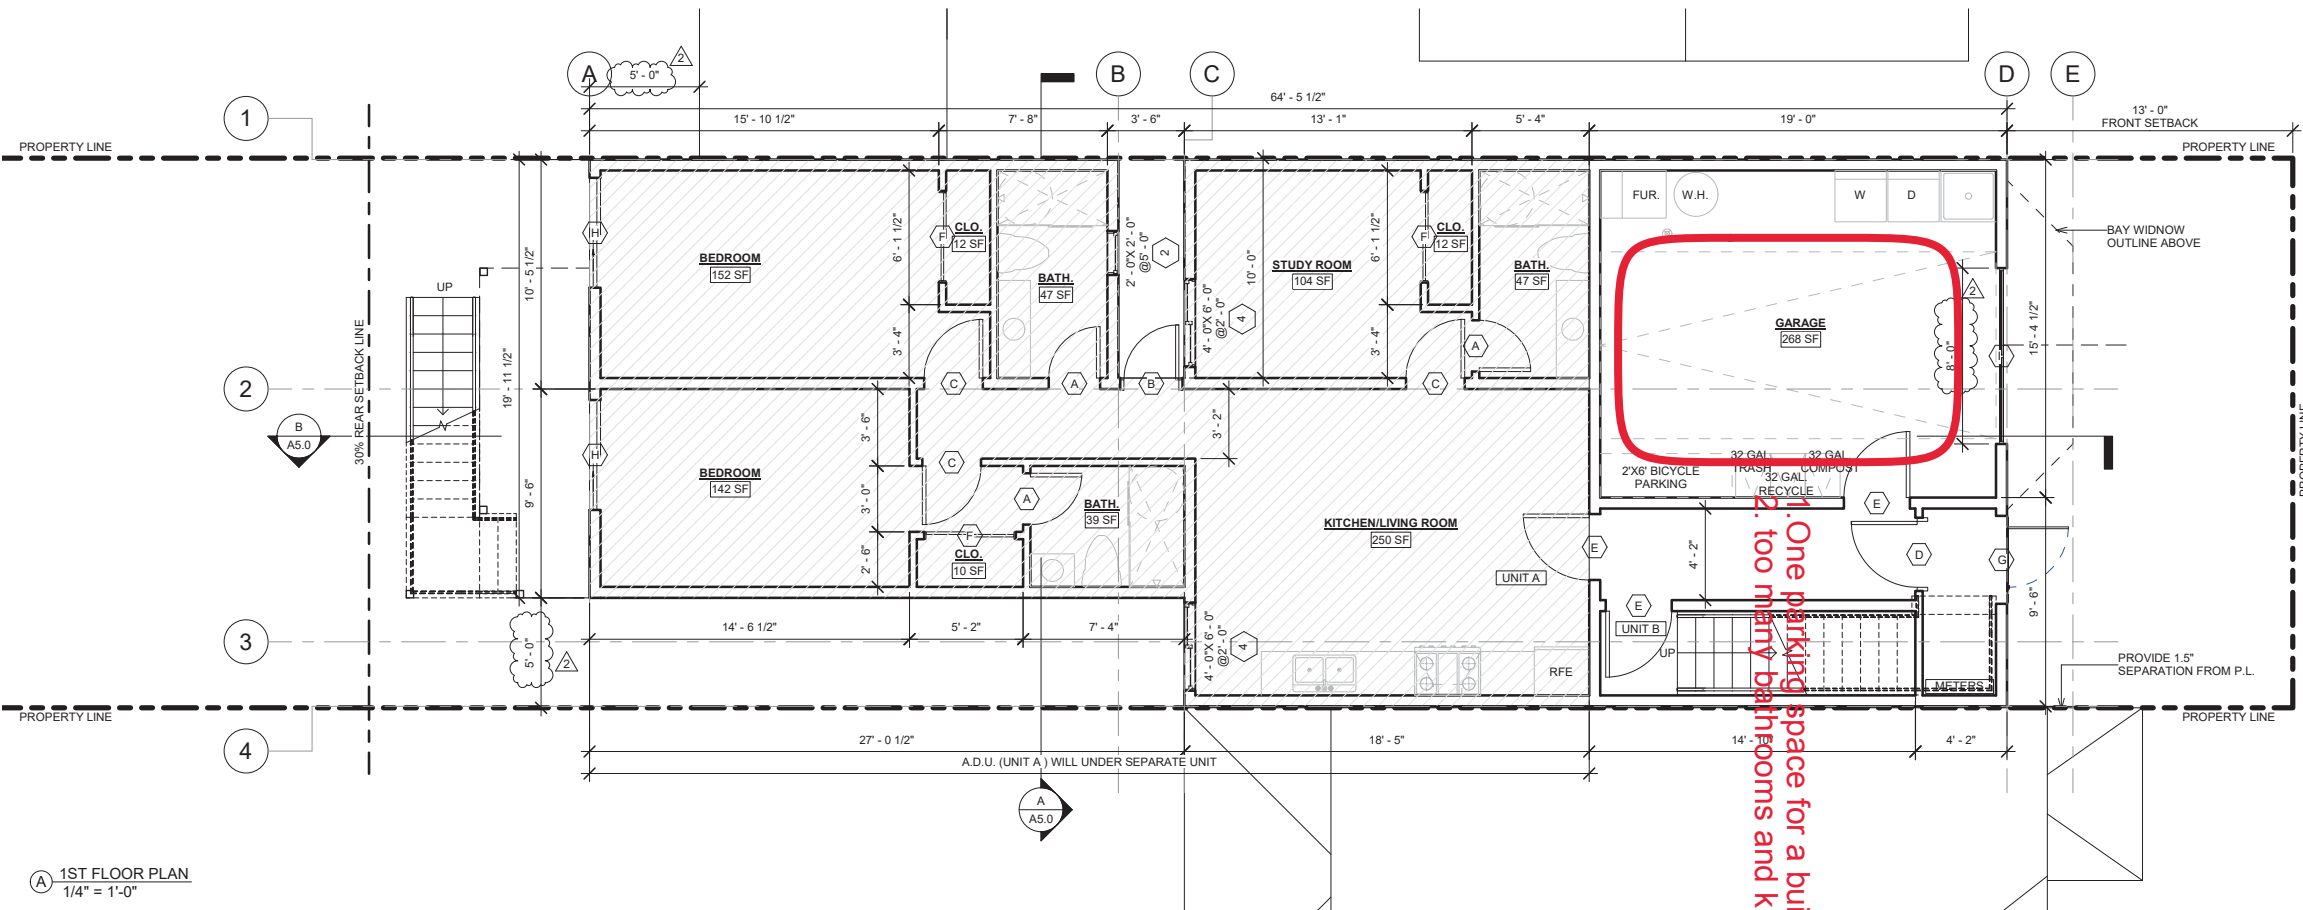 A
5' - 0"
2
B
C
D
E
64' - 5 1/2"
15' - 10 1/2"
7' - 8"
3' - 6"
13' - 1"
5' - 4"
19' - 0"
13' - 0"
FRONT SETBACK
1
PROPERTY LINE
PROPERTY LINE
FUR.
W.H.
W
D
BAY WIDNOW
OUTLINE ABOVE
H
BEDROOM
152 SF
6' - 1 1/2"
3' - 4"
F
CLO.
12 SF
BATH.
47 SF
2' - 0"X 2' - 0"
@5' - 0"
2
4' - 0"X 6' - 0"
@2' - 0"
4
10' - 0"
STUDY ROOM
104 SF
6' - 1 1/2"
3' - 4"
F
CLO.
12 SF
BATH.
47 SF
A
GARAGE
268 SF
2
8' - 0"
15' - 4 1/2"
10' - 5 1/2"
19' - 11 1/2"
UP
30% REAR SETBACK LINE
2
C
A
B
C
B
A5.0
H
BEDROOM
142 SF
9' - 6"
3' - 6"
3' - 0"
2' - 6"
C
A
F
CLO.
10 SF
BATH.
39 SF
3' - 2"
KITCHEN/LIVING ROOM
250 SF
2'X6' BICYCLE
PARKING
32 GAL
TRASH
32 GAL
COMPOST
32 GAL.
RECYCLE
PROPERTY LINE
E
E
D
G
4' - 2"
9' - 6"
UNIT A
E
UNIT B
UP
METERS
3
5' - 0"
2
14' - 6 1/2"
5' - 2"
7' - 4"
4' - 0"X 6' - 0"
@2' - 0"
4
RFE
PROVIDE 1.5"
SEPARATION FROM P.L.
PROPERTY LINE
PROPERTY LINE
4
27' - 0 1/2"
18' - 5"
14' - 10"
4' - 2"
A.D.U. (UNIT A ) WILL UNDER SEPARATE UNIT
A
A5.0
1.One parking space for a bui
2. too many bathrooms and k
A
1ST FLOOR PLAN
1/4" = 1'-0"